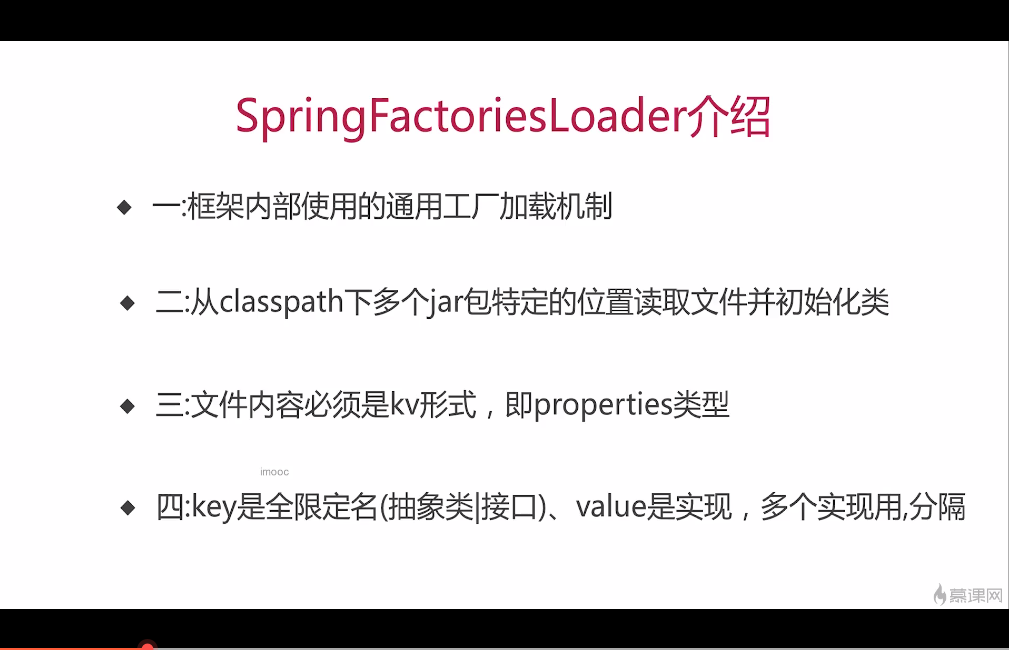 SpringFactoriesLoader介绍
一:框架内部使用的通用工厂加载机制
二:从classpath下多个jar包特定的位置读取文件并初始化类
三:文件内容必须是kv形式，即properties类型
imooc
四:key是全限定名(抽象类|接口)、value是实现，多个实现用,分隔
慕课网